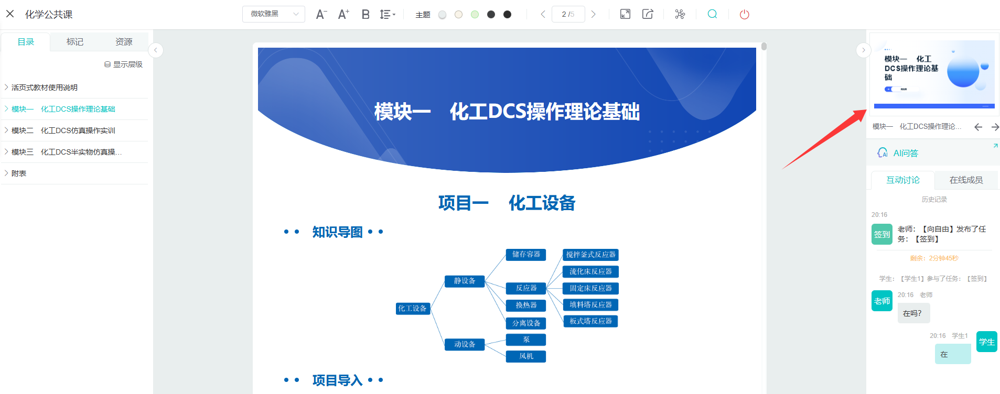 化学公共课
微软雅黑
A⁻ A⁺ B
主题
2 /5
目录 标记 资源
显示层级
活页式教材使用说明
模块一 化工DCS操作理论基础
模块二 化工DCS仿真操作实训
模块三 化工DCS半实物仿真操...
附表
模块一 化工DCS操作理论基础
项目一 化工设备
知识导图
化工设备
静设备
动设备
储存容器
反应器
换热器
分离设备
泵
风机
搅拌釜式反应器
流化床反应器
固定床反应器
填料塔反应器
板式塔反应器
项目导入
模块一 化工
DCS操作理论基
础
模块一 化工DCS操作理论...
AI
AI问答
互动讨论 在线成员
历史记录
20:16
签到
老师：【向自由】发布了任
务：【签到】
剩余：2分钟45秒
学生：【学生1】参与了任务：【签到】
老师
20:16 老师
在吗？
20:16 学生1
学生
在